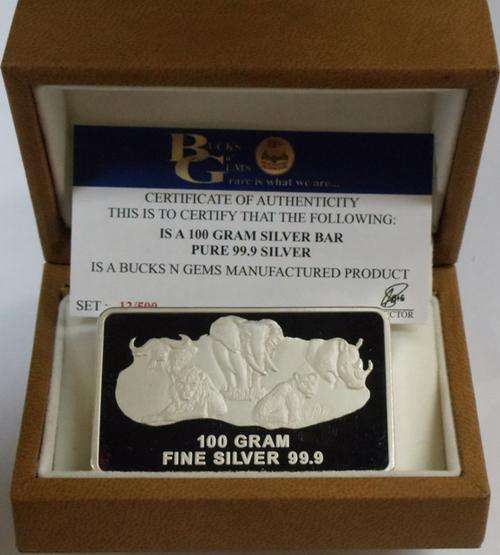 BUCKS
N
GEMS
rare is what we are...
CERTIFICATE OF AUTHENTICITY
THIS IS TO CERTIFY THAT THE FOLLOWING:
IS A 100 GRAM SILVER BAR
PURE 99.9 SILVER
IS A BUCKS N GEMS MANUFACTURED PRODUCT
SET : 12/500
100 GRAM
FINE SILVER 99.9